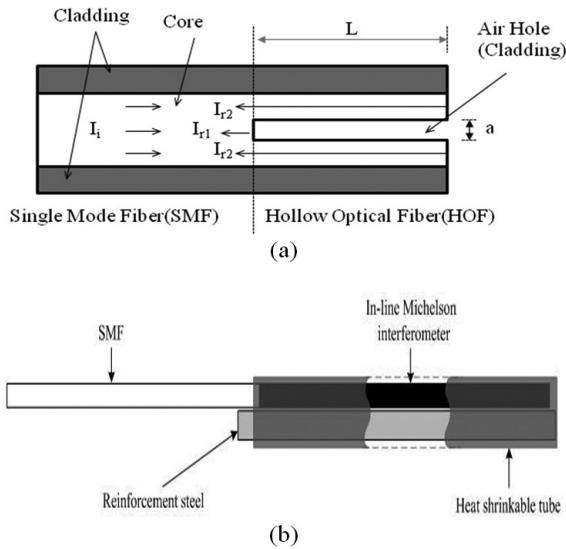 Cladding
Core
L
Air Hole
(Cladding)
Ir2
Ii
Ir1
a
Ir2
Single Mode Fiber(SMF)
Hollow Optical Fiber(HOF)
(a)
In-line Michelson
interferometer
SMF
Reinforcement steel
Heat shrinkable tube
(b)